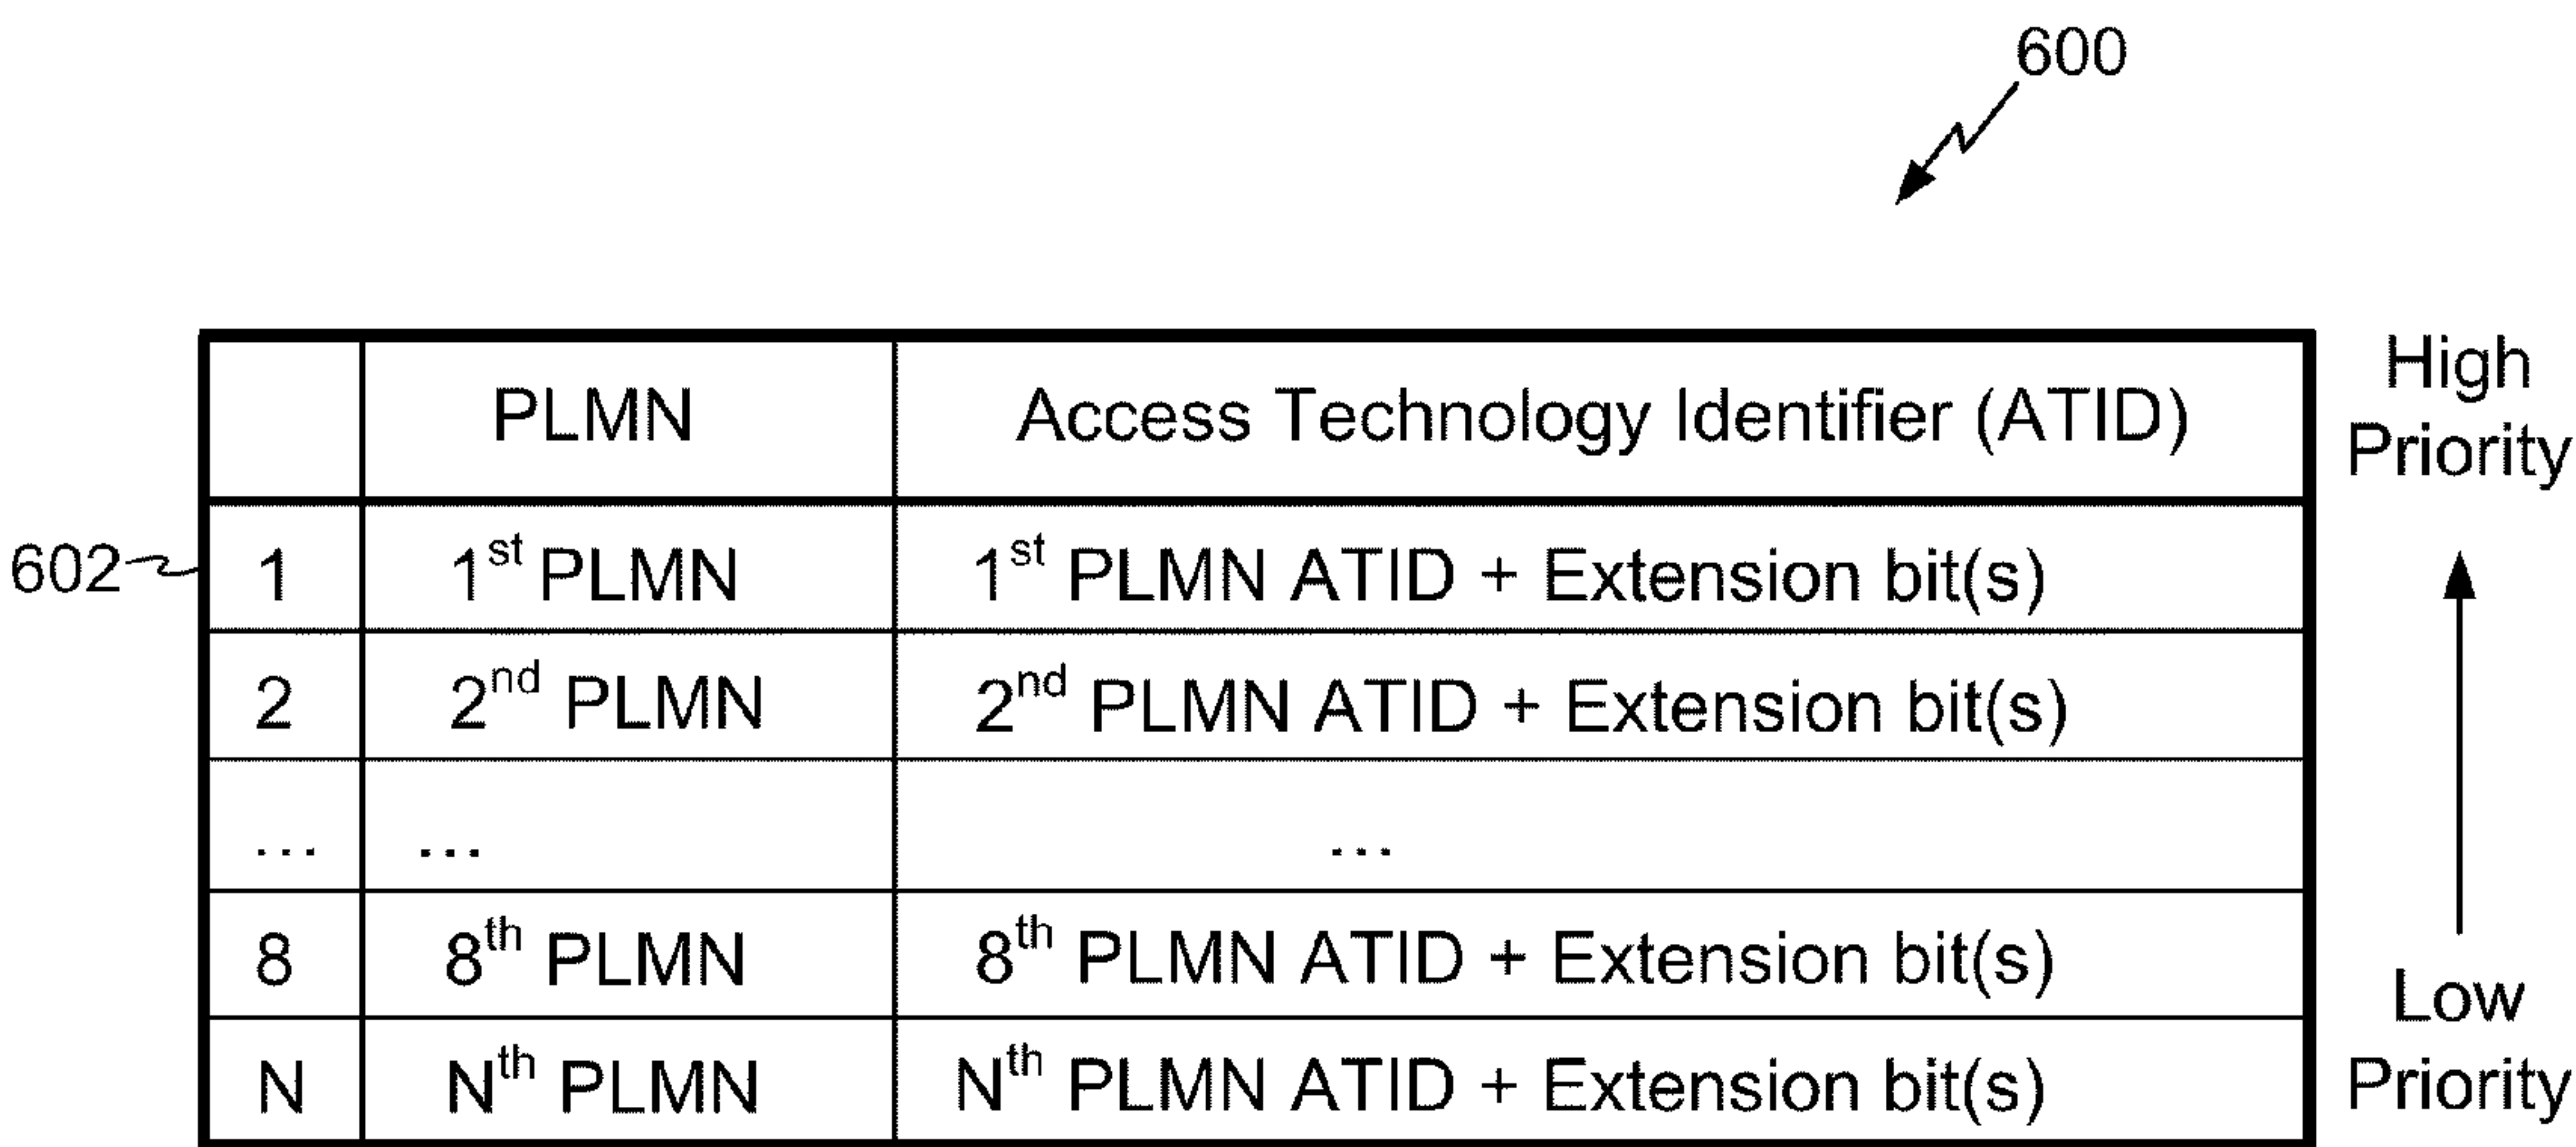 600
PLMN Access Technology Identifier (ATID) High Priority
602 1 1st PLMN 1st PLMN ATID + Extension bit(s)
2 2nd PLMN 2nd PLMN ATID + Extension bit(s)
... ... ...
8 8th PLMN 8th PLMN ATID + Extension bit(s)
N Nth PLMN Nth PLMN ATID + Extension bit(s) Low Priority